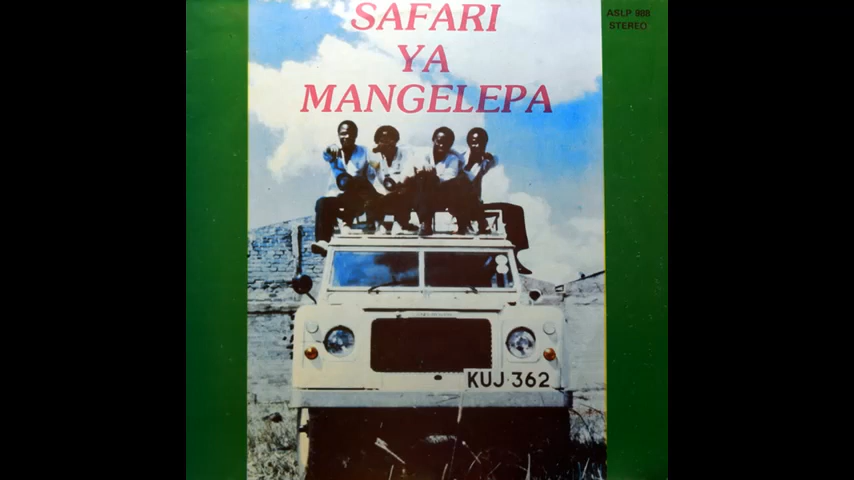 SAFARI
YA
MANGELEPA
ASLP 988
STEREO
KUJ·362